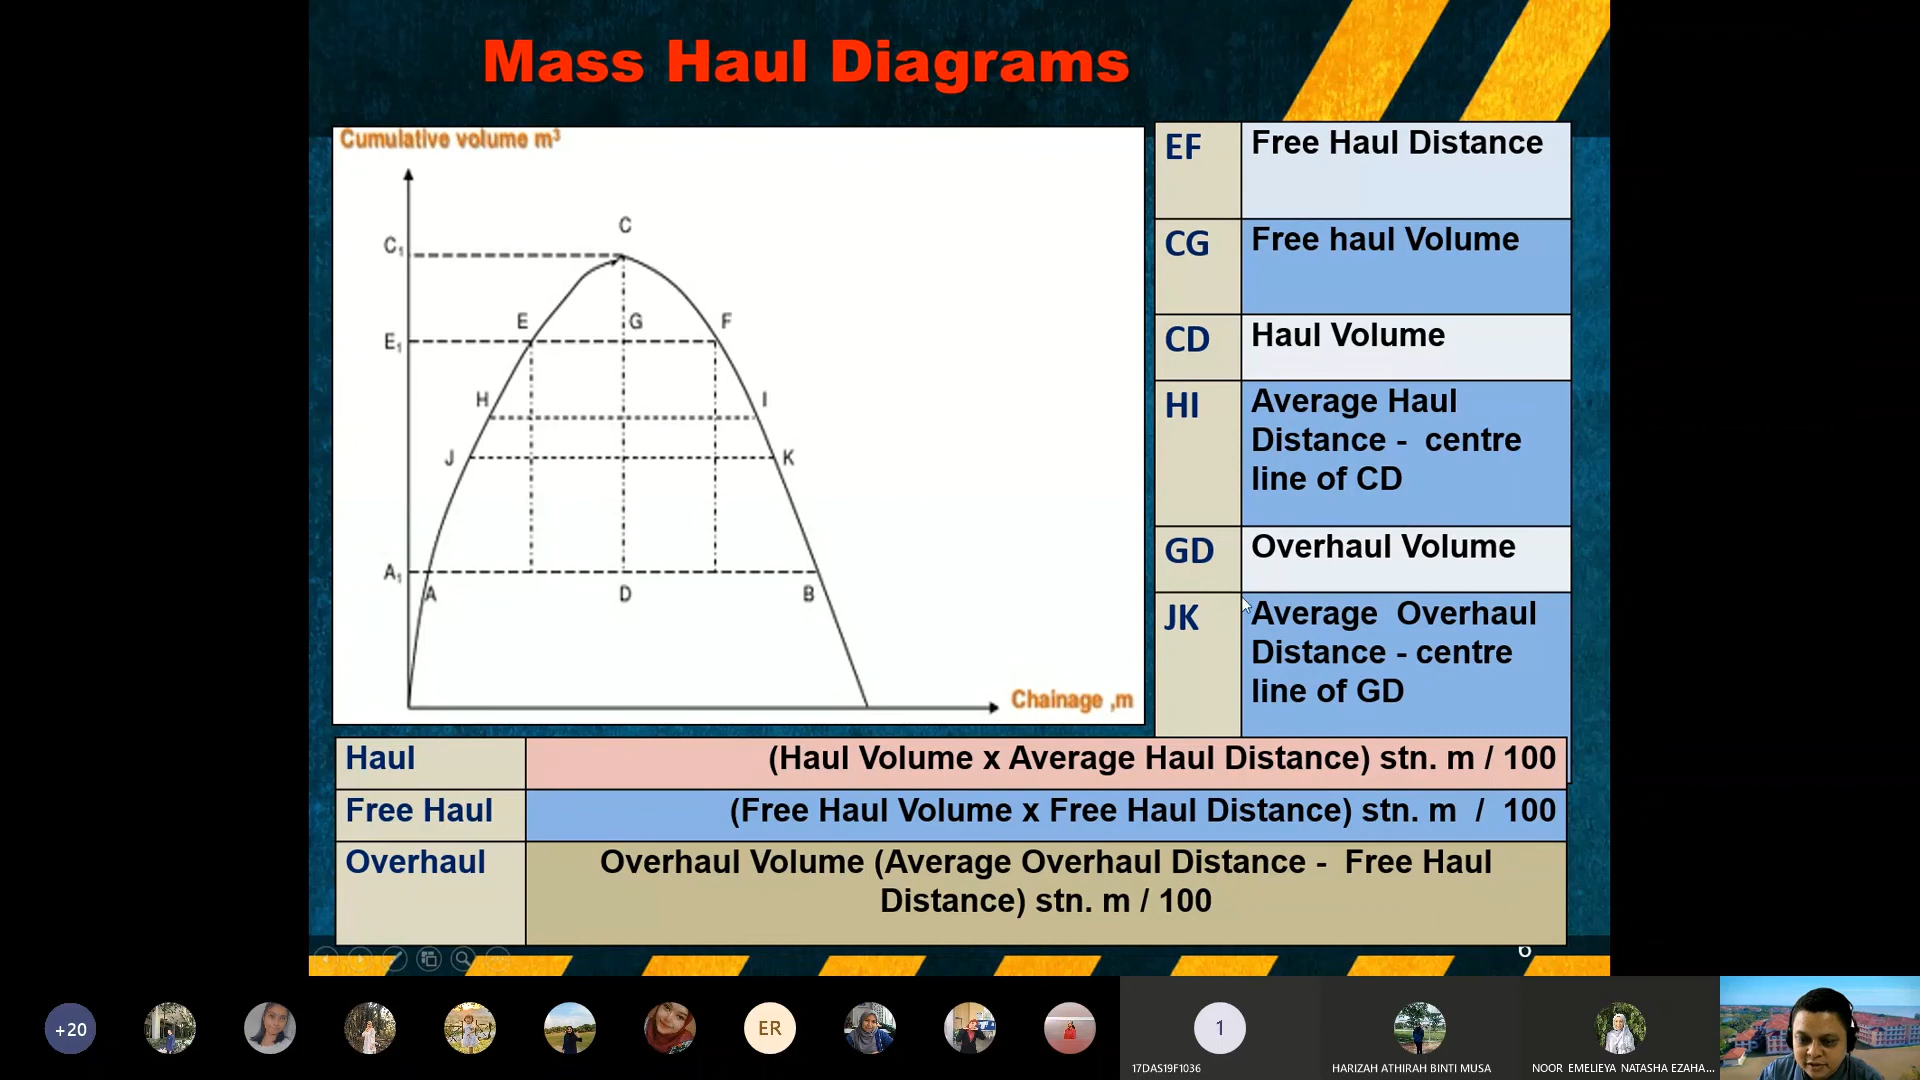 Mass Haul Diagrams
Cumulative volume m³
C
C₁
E
G
F
E₁
H
I
J
K
A₁
A
D
B
Chainage ,m
EF
Free Haul Distance
CG
Free haul Volume
CD
Haul Volume
HI
Average Haul
Distance - centre
line of CD
GD
Overhaul Volume
JK
Average Overhaul
Distance - centre
line of GD
Haul
(Haul Volume x Average Haul Distance) stn. m / 100
Free Haul
(Free Haul Volume x Free Haul Distance) stn. m / 100
Overhaul
Overhaul Volume (Average Overhaul Distance - Free Haul
Distance) stn. m / 100
6
+20
ER
1
17DAS19F1036
HARIZAH ATHIRAH BINTI MUSA
NOOR EMELIEYA NATASHA EZAHA...